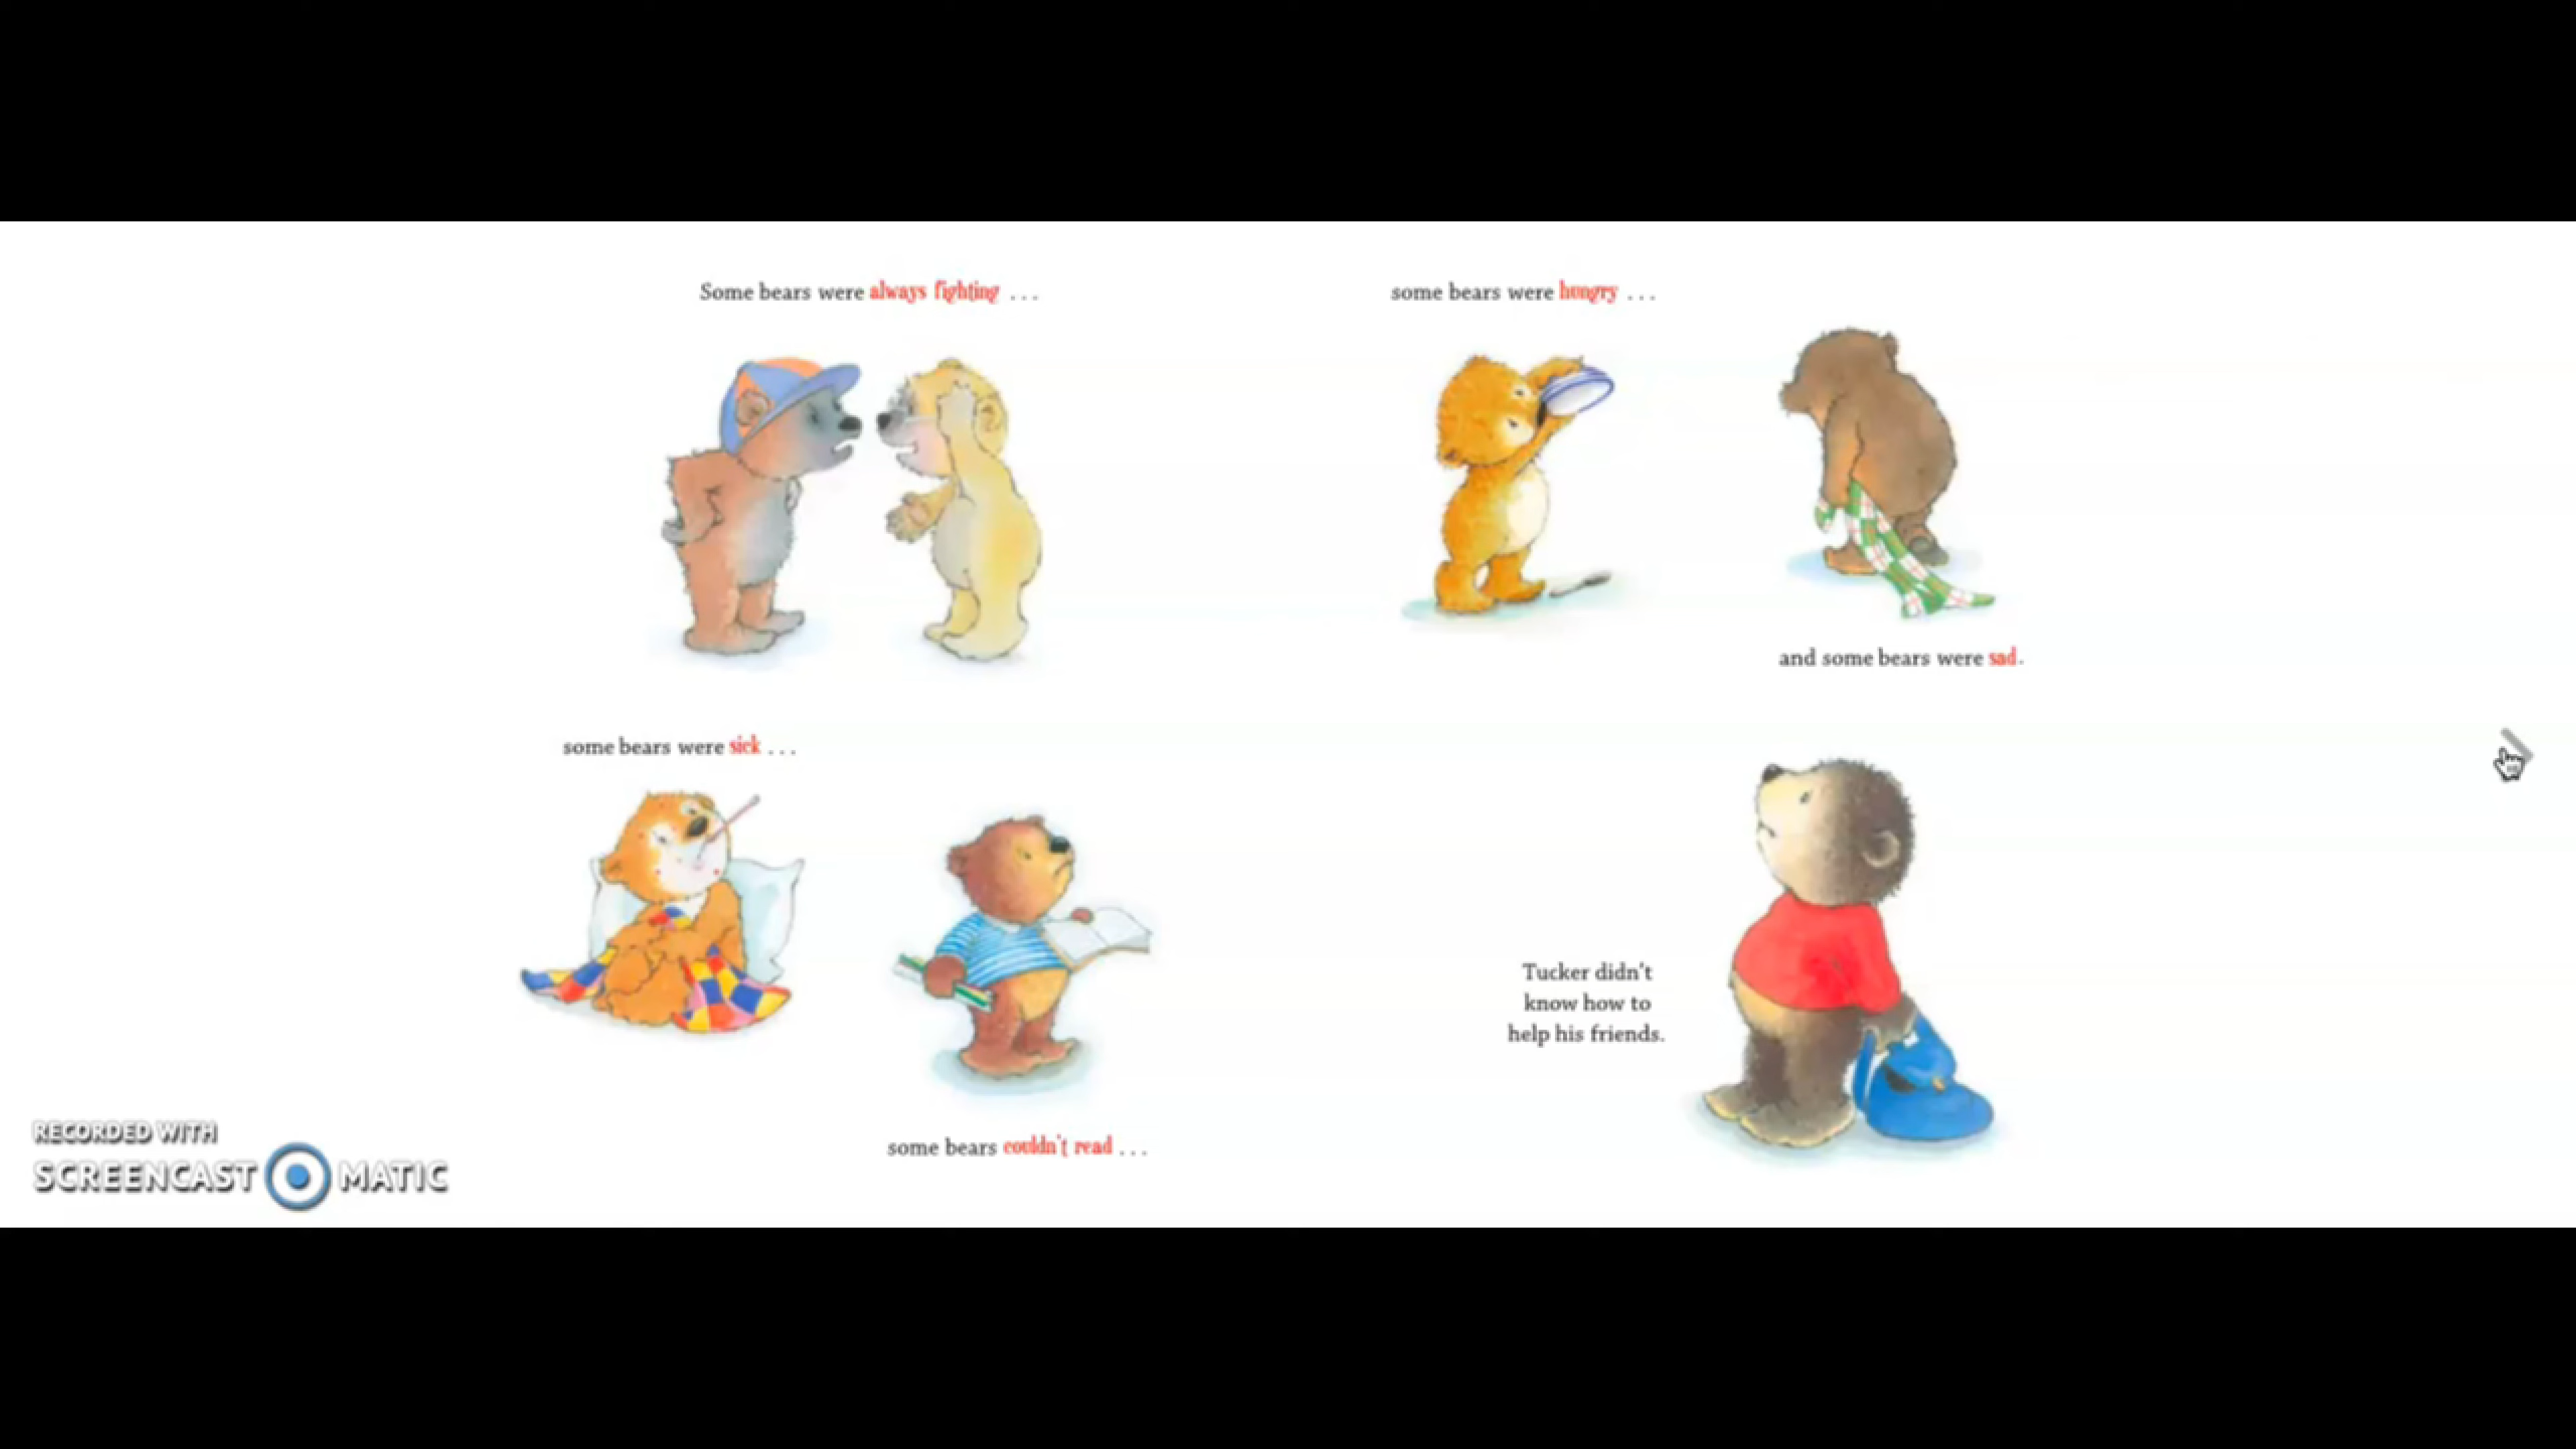 Some bears were always fighting . . .
some bears were sick . . .
some bears couldn't read . . .
some bears were hungry . . .
and some bears were sad.
Tucker didn't
know how to
help his friends.
RECORDED WITH
SCREENCAST MATIC